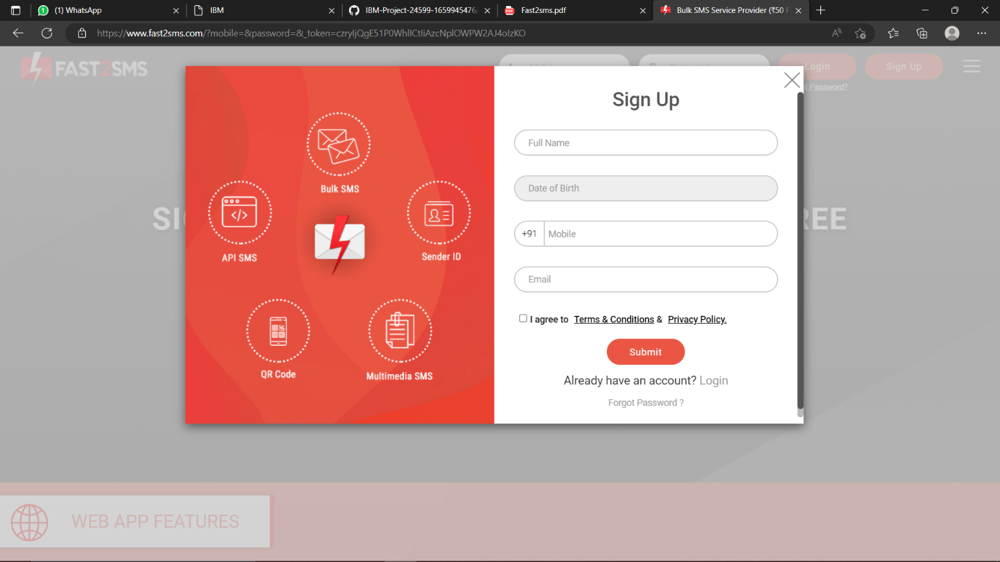 (1) WhatsApp
IBM
IBM-Project-24599-1659945476/
Fast2sms.pdf
Bulk SMS Service Provider (₹50 F
https://www.fast2sms.com/?mobile=&password=&_token=
FAST2SMS
Login
Sign Up
t Password?
Sign Up
Full Name
Date of Birth
+91 Mobile
Email
I agree to Terms & Conditions & Privacy Policy.
Submit
Already have an account? Login
Forgot Password ?
Bulk SMS
API SMS
Sender ID
QR Code
Multimedia SMS
SI
REE
WEB APP FEATURES